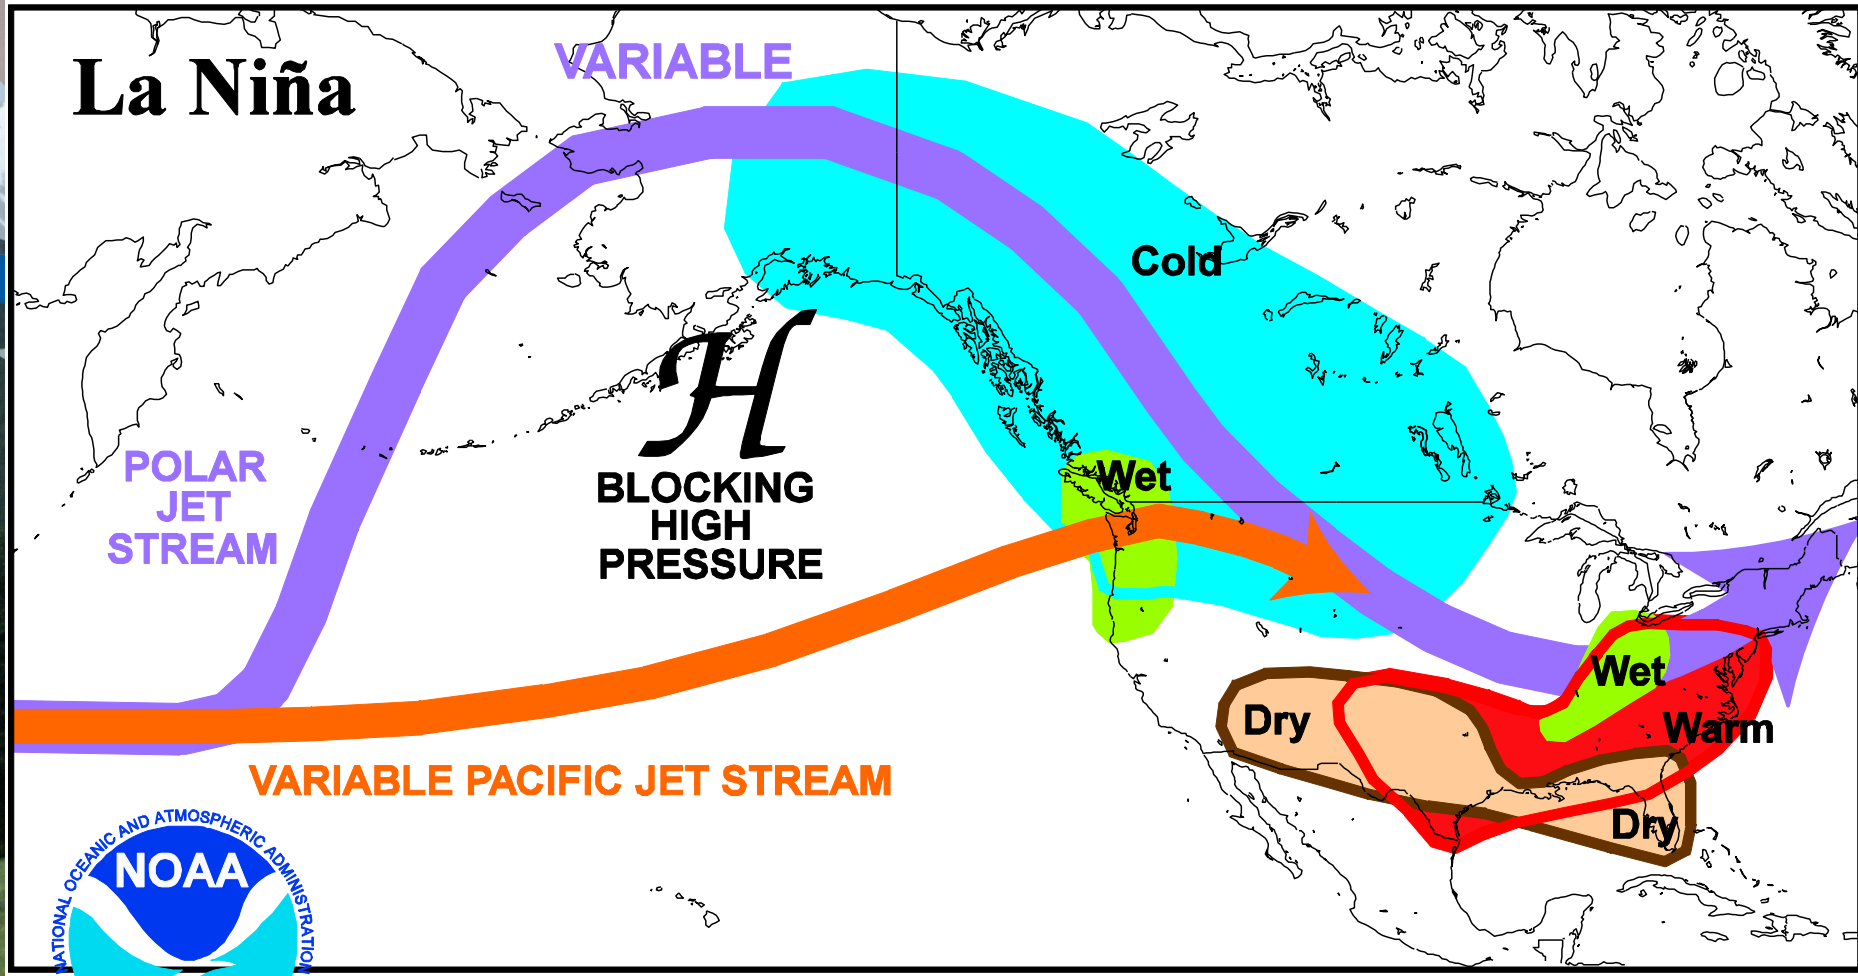 La Niña
VARIABLE
Cold
POLAR
JET
STREAM
BLOCKING
HIGH
PRESSURE
H
Wet
Wet
Dry
Warm
Dry
VARIABLE PACIFIC JET STREAM
NATIONAL OCEANIC AND ATMOSPHERIC ADMINISTRATION
NOAA